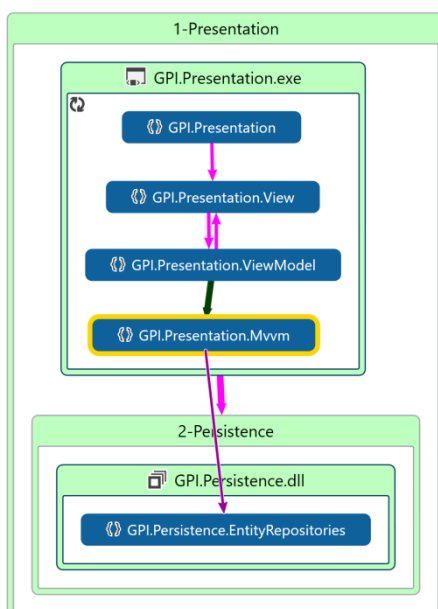 1-Presentation
GPI.Presentation.exe
GPI.Presentation
GPI.Presentation.View
GPI.Presentation.ViewModel
GPI.Presentation.Mvvm
2-Persistence
GPI.Persistence.dll
GPI.Persistence.EntityRepositories